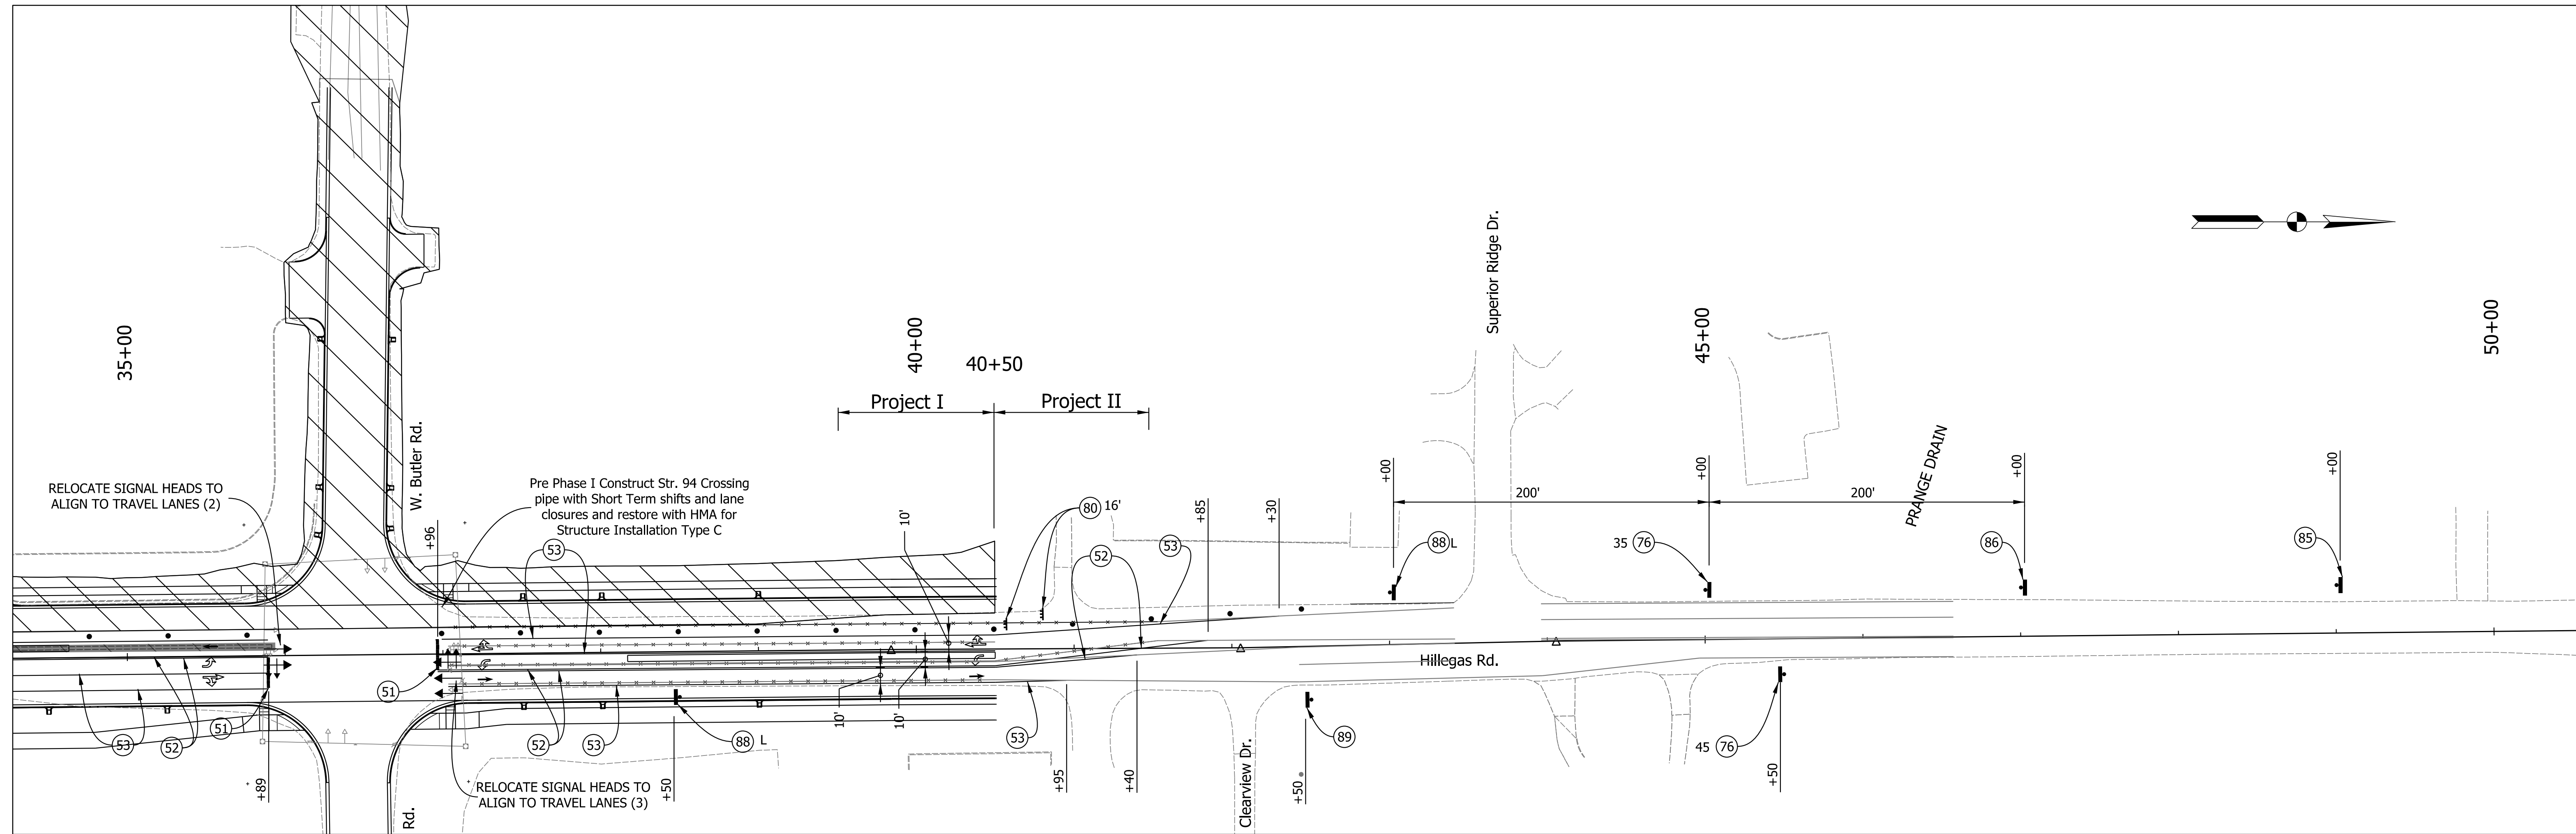 35+00
40+00
40+50
45+00
50+00
Project I
Project II
Superior Ridge Dr.
W. Butler Rd.
RELOCATE SIGNAL HEADS TO
ALIGN TO TRAVEL LANES (2)
Pre Phase I Construct Str. 94 Crossing
pipe with Short Term shifts and lane
closures and restore with HMA for
Structure Installation Type C
PRANGE DRAIN
+96
53
10'
80 16'
52
53
+85
+30
+00
88 L
200'
+00
35 76
200'
+00
86
+00
85
Hillegas Rd.
51
51
53
52
+89
52
53
88 L
+50
10'
10'
53
+95
+40
Clearview Dr.
+50
89
45 76
+50
RELOCATE SIGNAL HEADS TO
ALIGN TO TRAVEL LANES (3)
Rd.